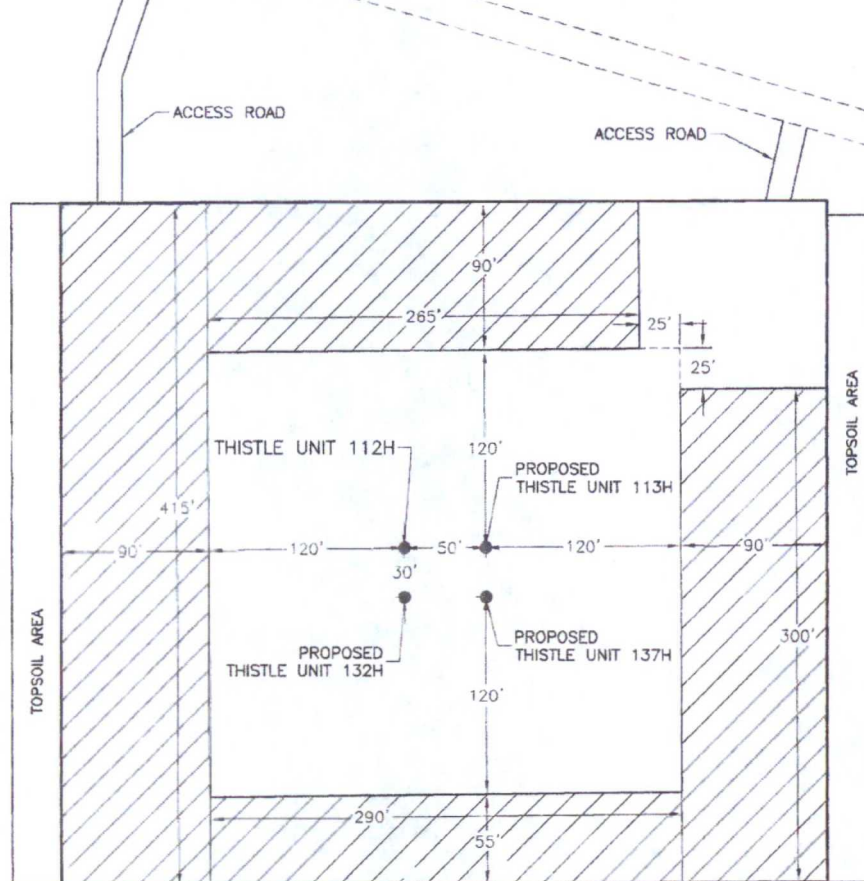 ACCESS ROAD
ACCESS ROAD
90'
265'
25'
25'
TOPSOIL AREA
TOPSOIL AREA
THISTLE UNIT 112H
120'
PROPOSED
THISTLE UNIT 113H
415'
90'
120'
50'
120'
90'
30'
PROPOSED
THISTLE UNIT 132H
PROPOSED
THISTLE UNIT 137H
300'
120'
290'
55'